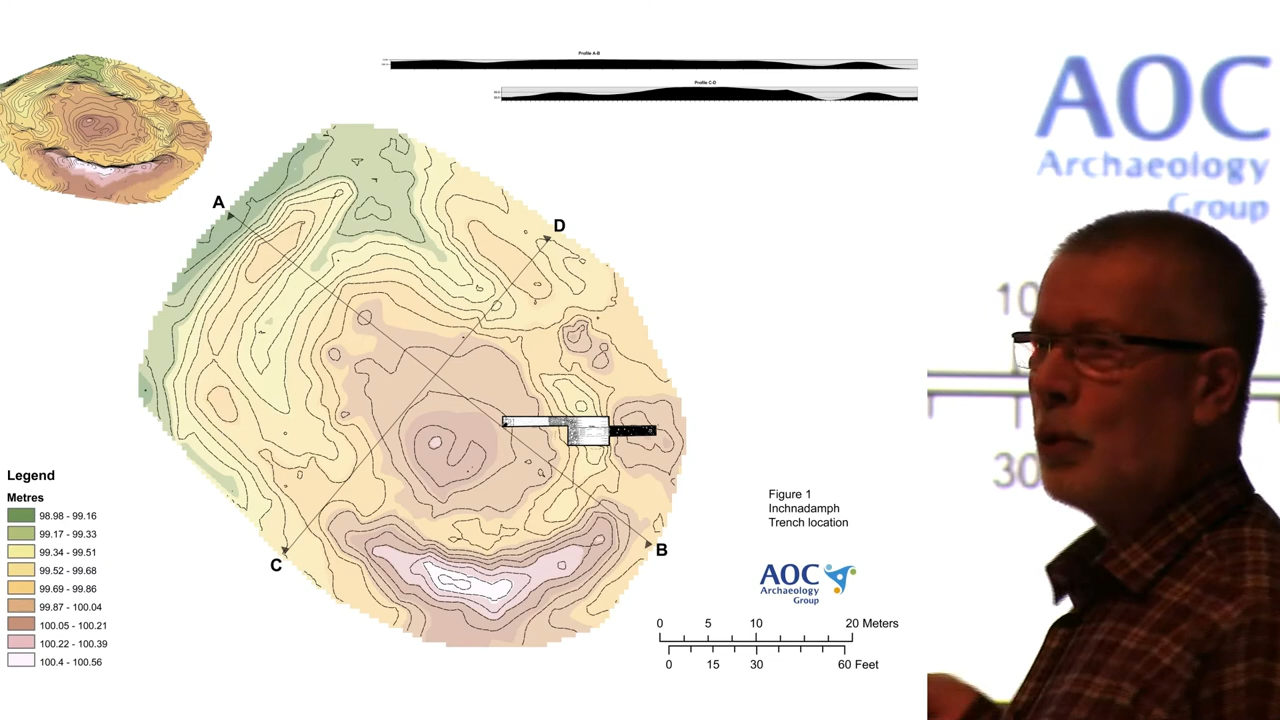 Profile A-B
Profile C-D
A
D
C
B
Legend
Metres
98.98 - 99.16
99.17 - 99.33
99.34 - 99.51
99.52 - 99.68
99.69 - 99.86
99.87 - 100.04
100.05 - 100.21
100.22 - 100.39
100.4 - 100.56
Figure 1
Inchnadamph
Trench location
AOC
Archaeology
Group
0 5 10 20 Meters
0 15 30 60 Feet
AOC
Archaeology
Group
10
30